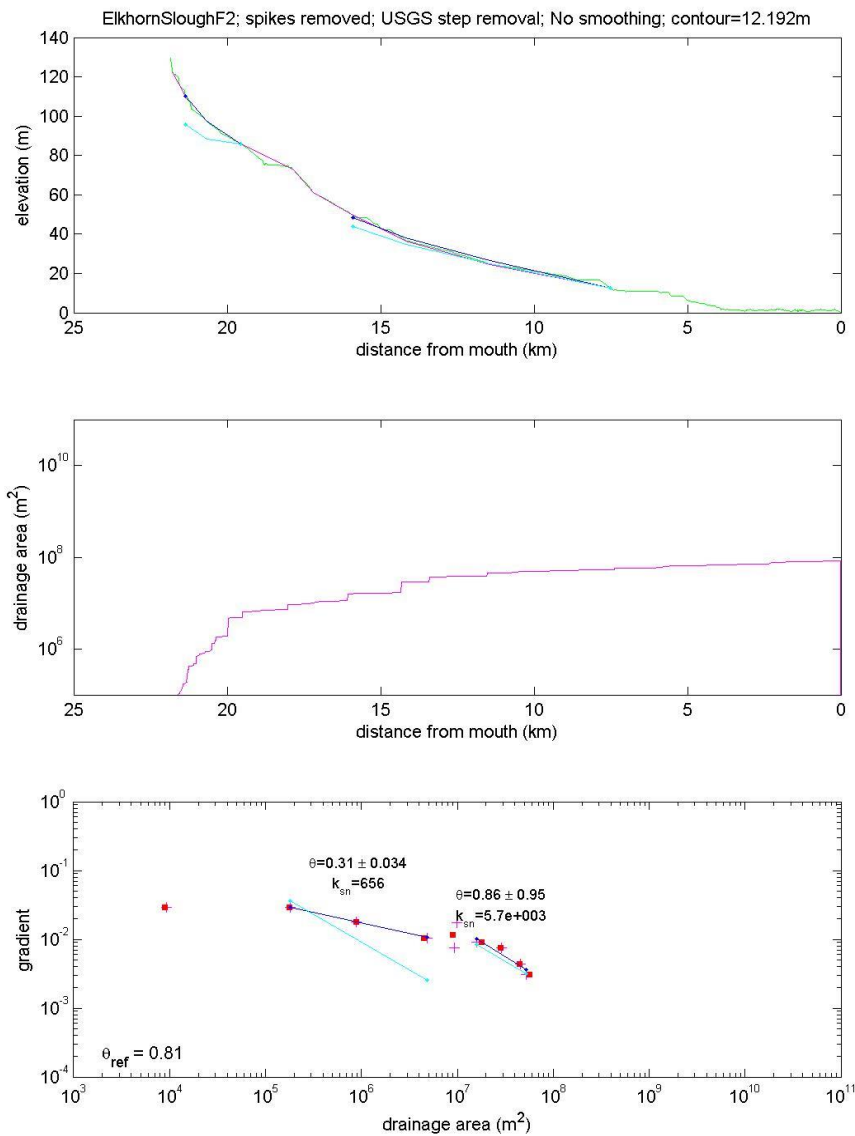 ElkhornSloughF2; spikes removed; USGS step removal; No smoothing; contour=12.192m
140
120
100
80
60
40
20
0
elevation (m)
25 20 15 10 5 0
distance from mouth (km)
10^10
10^8
10^6
drainage area (m^2)
25 20 15 10 5 0
distance from mouth (km)
10^0
10^-1
10^-2
10^-3
10^-4
gradient
θ=0.31 ± 0.034
k_sn=656
θ=0.86 ± 0.95
k_sn=5.7e+003
θ_ref = 0.81
10^3 10^4 10^5 10^6 10^7 10^8 10^9 10^10 10^11
drainage area (m^2)